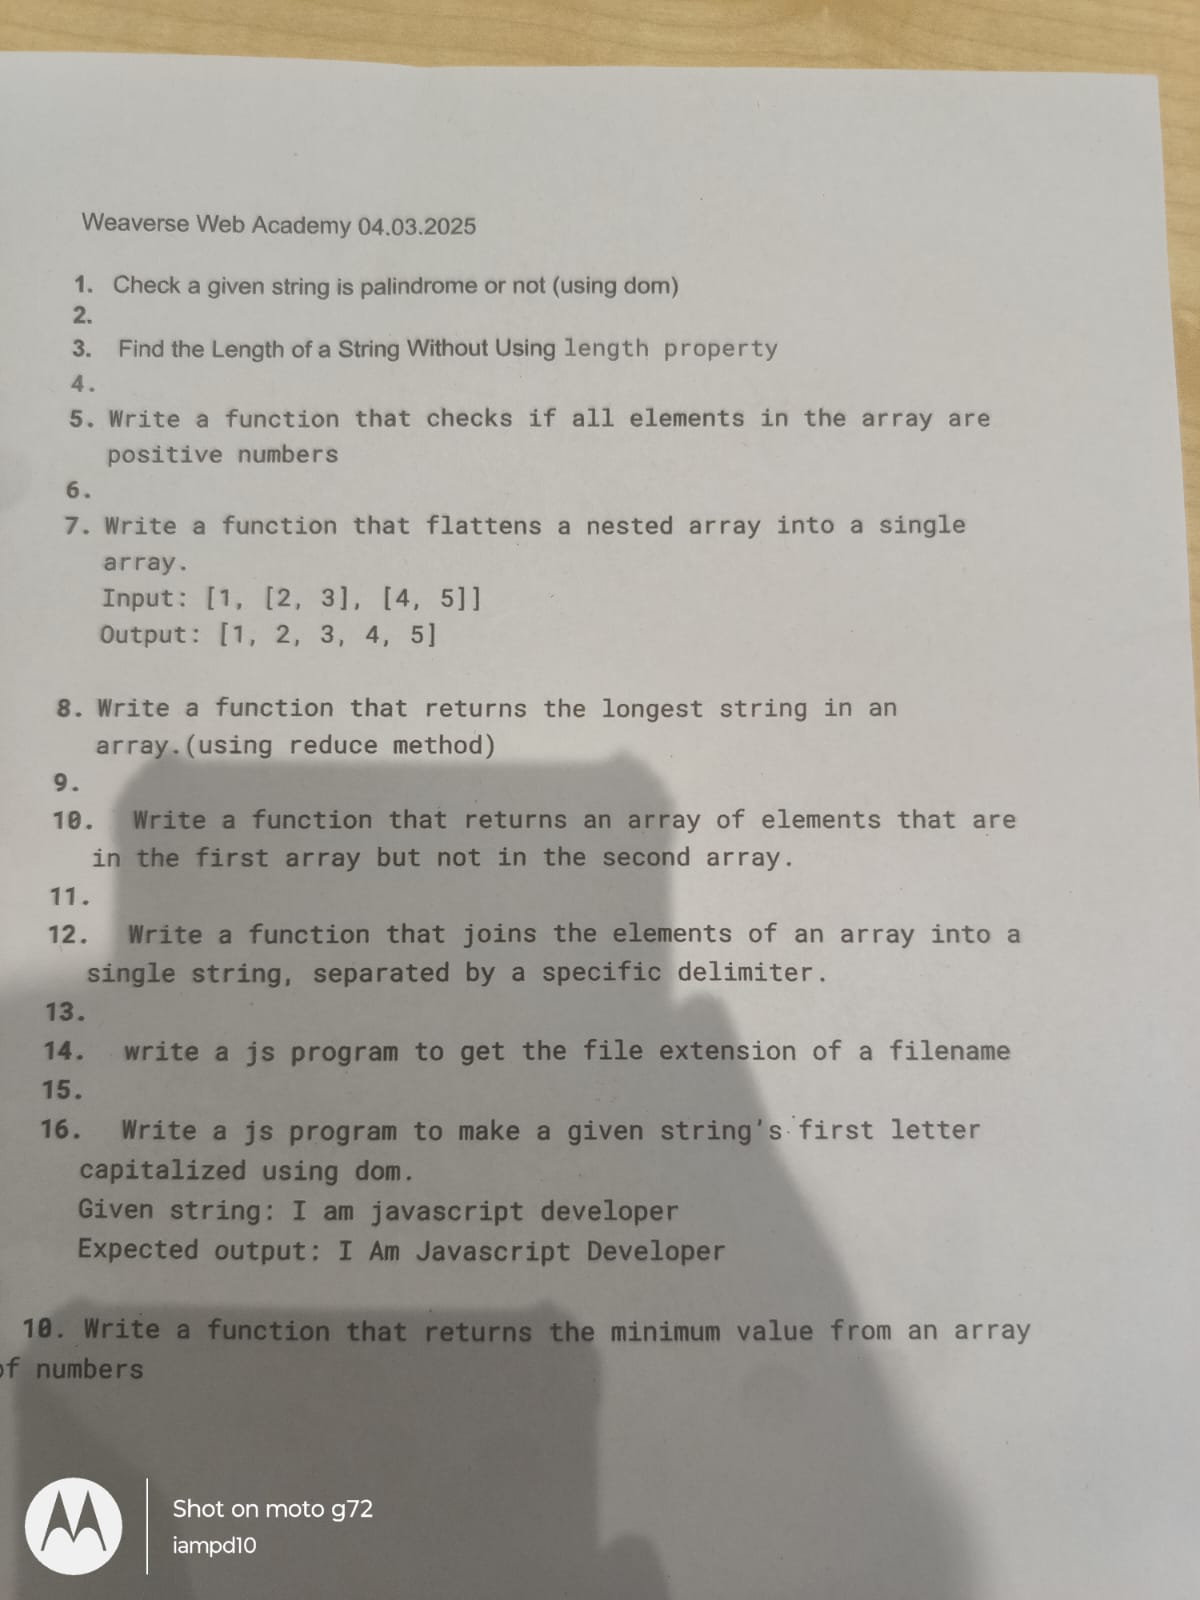 Weaverse Web Academy 04.03.2025
1. Check a given string is palindrome or not (using dom)
2.
3. Find the Length of a String Without Using length property
4.
5. Write a function that checks if all elements in the array are
positive numbers
6.
7. Write a function that flattens a nested array into a single
array.
Input: [1, [2, 3], [4, 5]]
Output: [1, 2, 3, 4, 5]
8. Write a function that returns the longest string in an
array.(using reduce method)
9.
10. Write a function that returns an array of elements that are
in the first array but not in the second array.
11.
12. Write a function that joins the elements of an array into a
single string, separated by a specific delimiter.
13.
14. write a js program to get the file extension of a filename
15.
16. Write a js program to make a given string's first letter
capitalized using dom.
Given string: I am javascript developer
Expected output: I Am Javascript Developer
10. Write a function that returns the minimum value from an array
of numbers
Shot on moto g72
iampd10